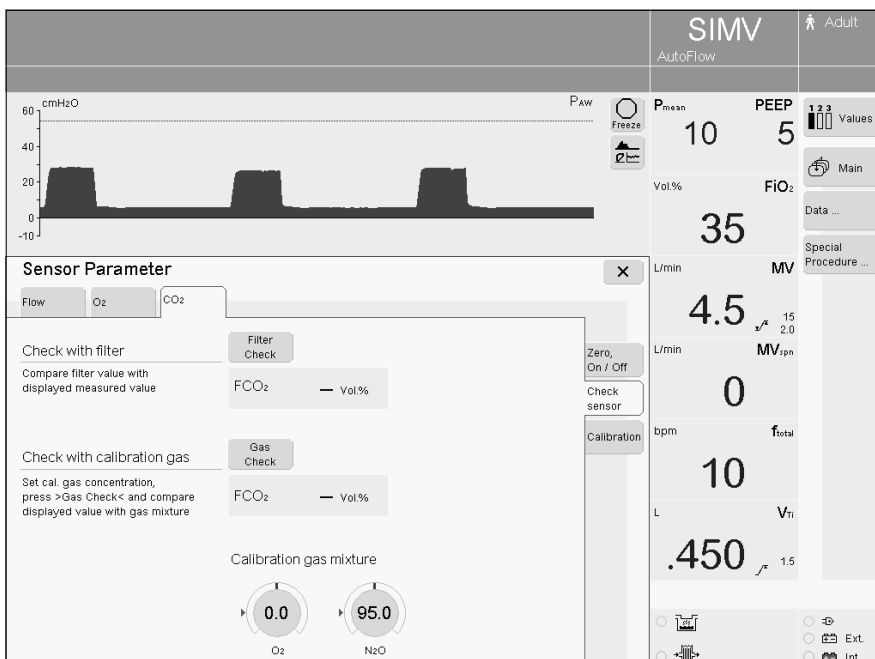 SIMV
AutoFlow
Adult
cmH2O
PAW
60
40
20
0
-10
Freeze
Pmean
PEEP
10
5
Vol.%
FiO2
35
L/min
MV
4.5
15
2.0
L/min
MVspn
0
bpm
ftotal
10
L
VTi
.450
1.5
1 2 3
Values
Main
Data ...
Special
Procedure ...
Ext.
Int.
Sensor Parameter
Flow
O2
CO2
Check with filter
Filter
Check
Compare filter value with
displayed measured value
FCO2
– Vol.%
Check with calibration gas
Gas
Check
Set cal. gas concentration,
press >Gas Check< and compare
displayed value with gas mixture
FCO2
– Vol.%
Calibration gas mixture
0.0
95.0
O2
N2O
Zero,
On / Off
Check
sensor
Calibration